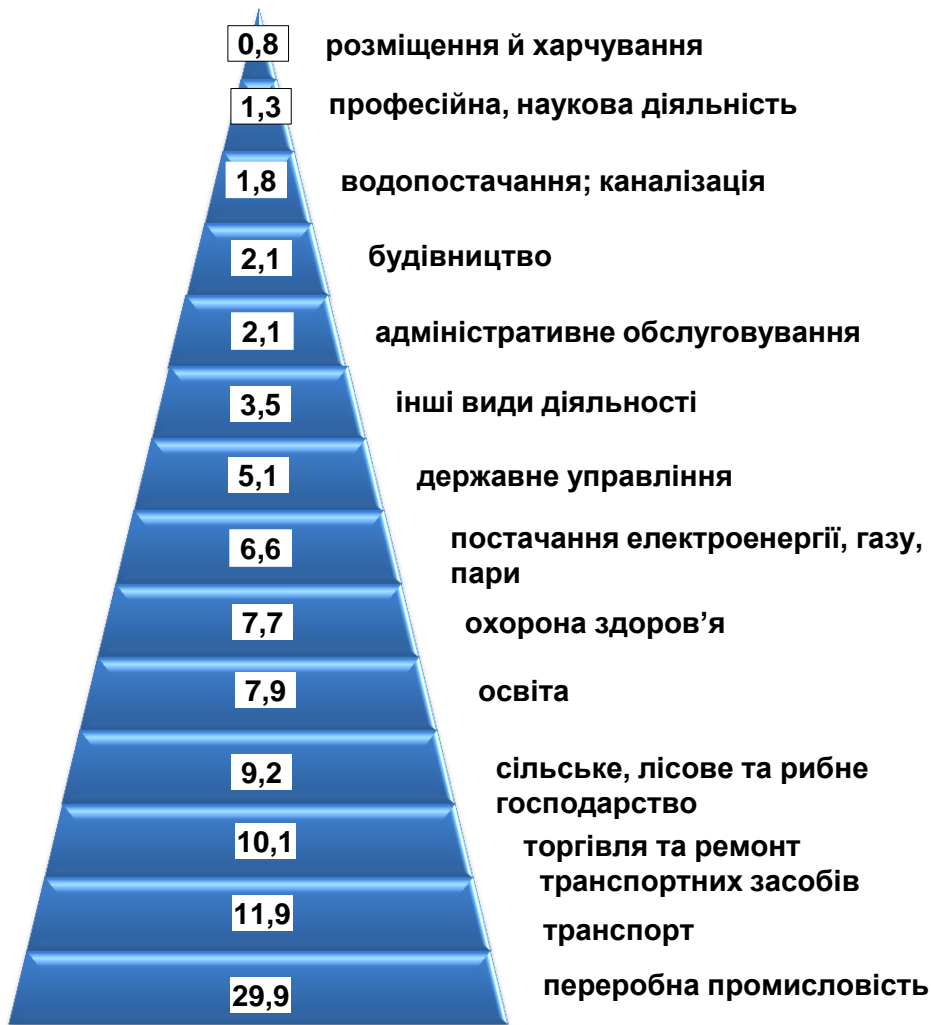 0,8 розміщення й харчування
1,3 професійна, наукова діяльність
1,8 водопостачання; каналізація
2,1 будівництво
2,1 адміністративне обслуговування
3,5 інші види діяльності
5,1 державне управління
6,6 постачання електроенергії, газу,
пари
7,7 охорона здоров’я
7,9 освіта
9,2 сільське, лісове та рибне
господарство
10,1 торгівля та ремонт
транспортних засобів
11,9 транспорт
29,9 переробна промисловість